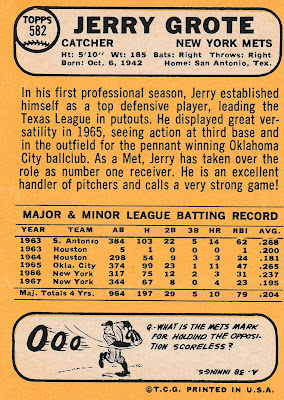 TOPPS
582
JERRY GROTE
CATCHER NEW YORK METS
Ht: 5'10" Wt: 185 Bats: Right Throws: Right
Born: Oct. 6, 1942 Home: San Antonio, Tex.
In his first professional season, Jerry established
himself as a top defensive player, leading the
Texas League in putouts. He displayed great ver-
satility in 1965, seeing action at third base and
in the outfield for the pennant winning Oklahoma
City ballclub. As a Met, Jerry has taken over the
role as number one receiver. He is an excellent
handler of pitchers and calls a very strong game!
MAJOR & MINOR LEAGUE BATTING RECORD
YEAR TEAM AB H 2B 3B HR RBI AVG.
1963 S. Antonio 384 103 22 5 14 62 .268
1963 Houston 5 1 0 0 0 1 .200
1964 Houston 298 54 9 3 3 24 .181
1965 Okla. City 374 99 23 1 11 47 .265
1966 New York 317 75 12 2 3 31 .237
1967 New York 344 67 8 0 4 23 .195
Maj. Totals 4 Yrs. 964 197 29 5 10 79 .204
000
Q-WHAT IS THE METS MARK
FOR HOLDING THE OPPOSI-
TION SCORELESS?
A-38 INNINGS.
©T.C.G. PRINTED IN U.S.A.